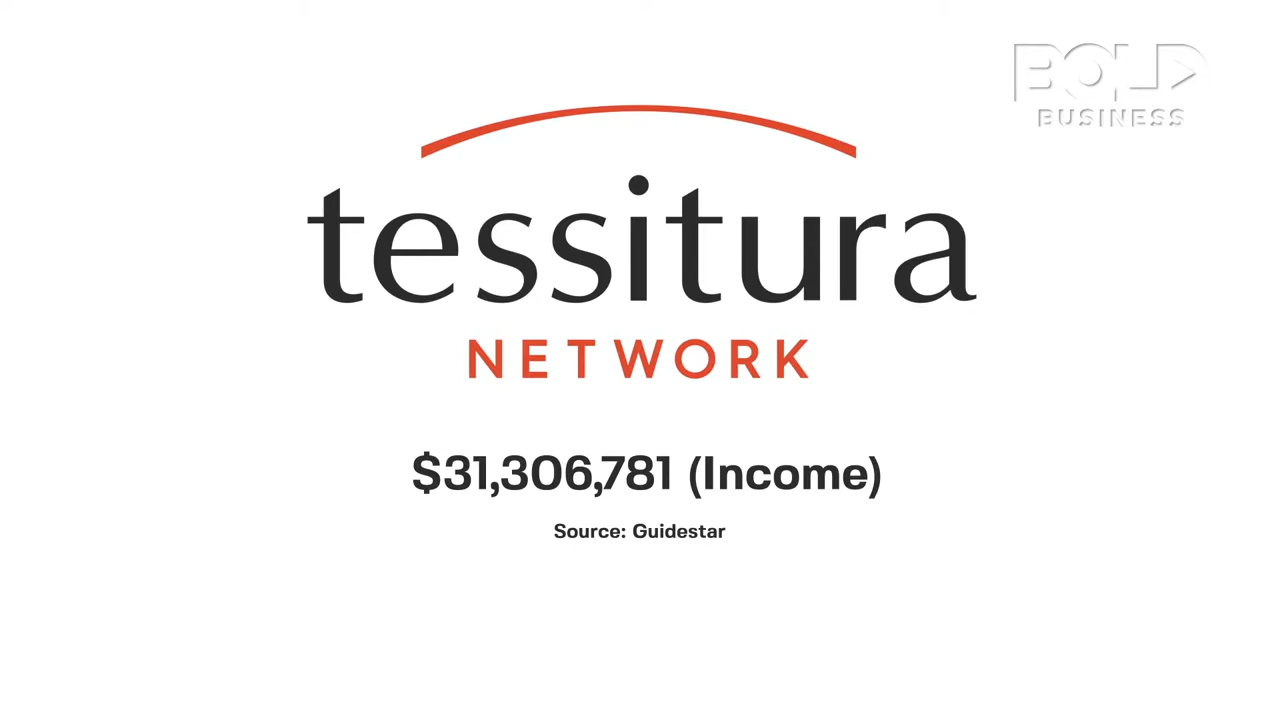 BOLD
BUSINESS
tessitura
NETWORK
$31,306,781 (Income)
Source: Guidestar